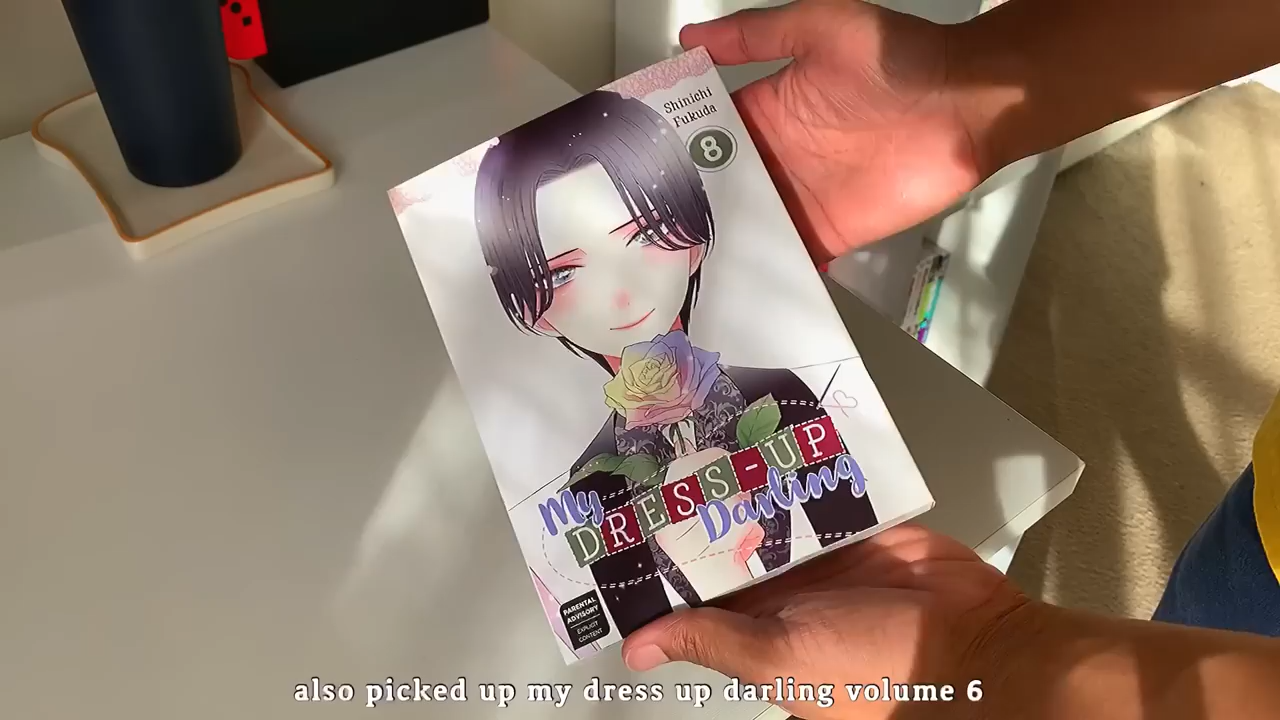 Shinichi
Fukuda
8
My
DRESS-UP
Darling
PARENTAL
ADVISORY
EXPLICIT
CONTENT
also picked up my dress up darling volume 6